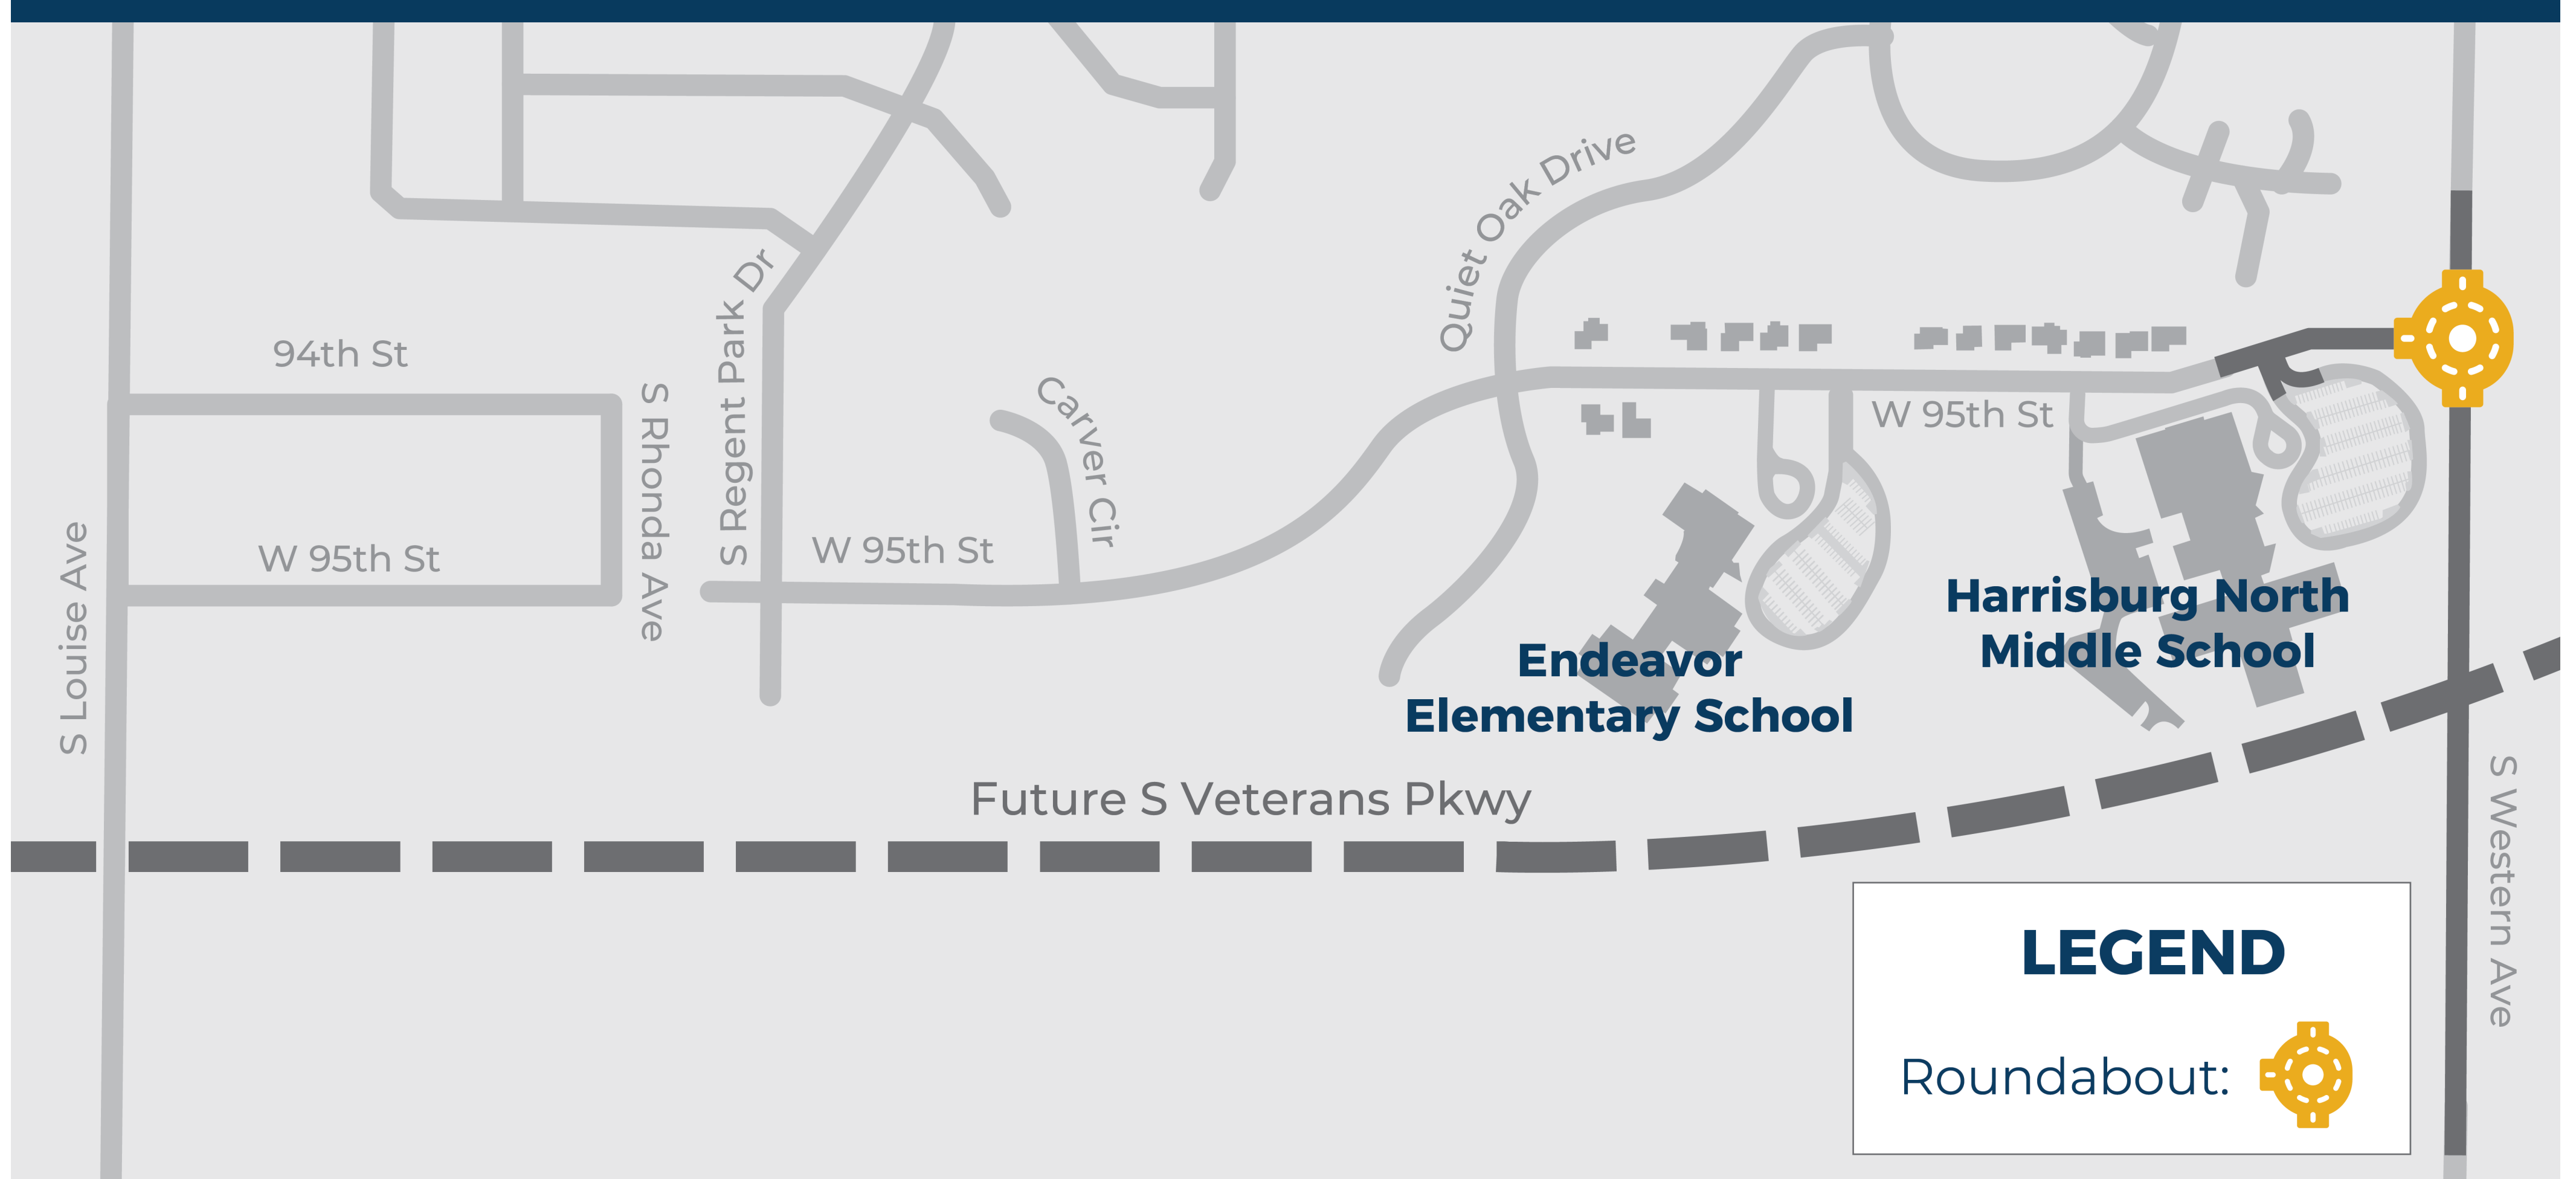 Quiet Oak Drive
S Regent Park Dr
94th St
S Rhonda Ave
Carver Cir
W 95th St
S Louise Ave
W 95th St
W 95th St
Harrisburg North
Middle School
Endeavor
Elementary School
Future S Veterans Pkwy
S Western Ave
LEGEND
Roundabout: